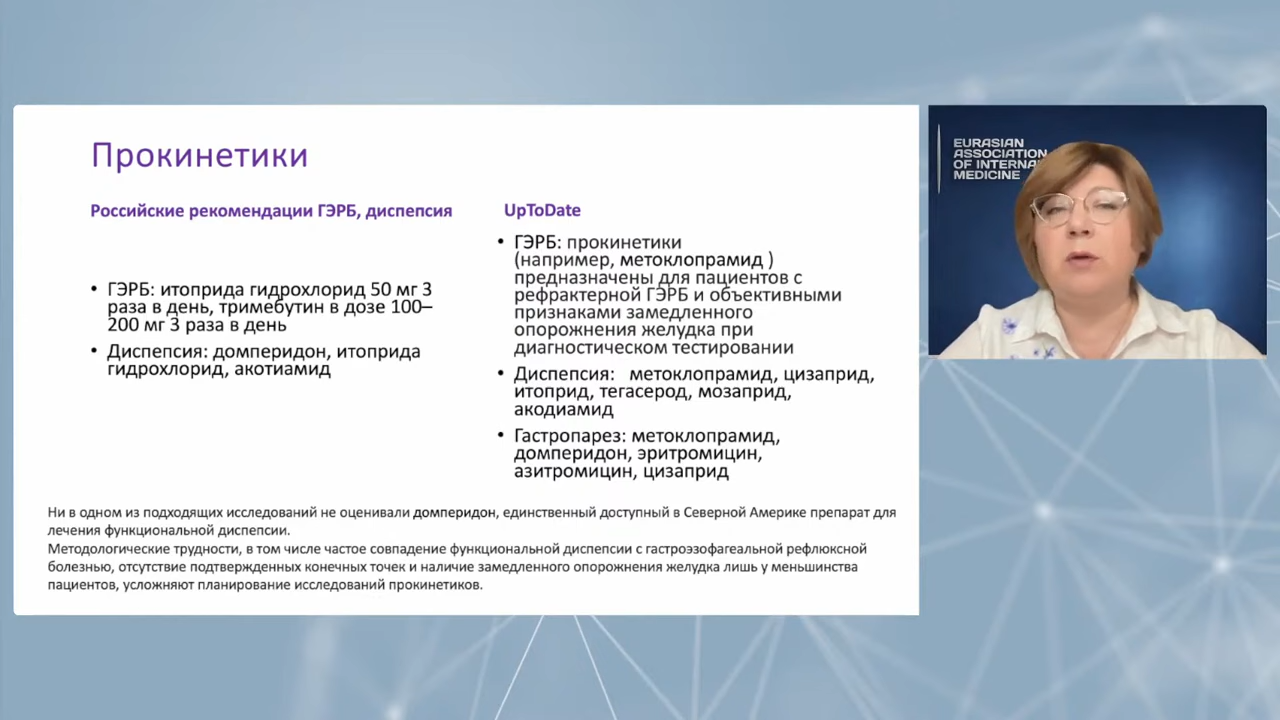 Прокинетики
Российские рекомендации ГЭРБ, диспепсия
• ГЭРБ: итоприда гидрохлорид 50 мг 3
раза в день, тримебутин в дозе 100–
200 мг 3 раза в день
• Диспепсия: домперидон, итоприда
гидрохлорид, акотиамид
UpToDate
• ГЭРБ: прокинетики
(например, метоклопрамид )
предназначены для пациентов с
рефрактерной ГЭРБ и объективными
признаками замедленного
опорожнения желудка при
диагностическом тестировании
• Диспепсия: метоклопрамид, цизаприд,
итоприд, тегасерод, мозаприд,
акодиамид
• Гастропарез: метоклопрамид,
домперидон, эритромицин,
азитромицин, цизаприд
Ни в одном из подходящих исследований не оценивали домперидон, единственный доступный в Северной Америке препарат для
лечения функциональной диспепсии.
Методологические трудности, в том числе частое совпадение функциональной диспепсии с гастроэзофагеальной рефлюксной
болезнью, отсутствие подтвержденных конечных точек и наличие замедленного опорожнения желудка лишь у меньшинства
пациентов, усложняют планирование исследований прокинетиков.
EURASIAN
ASSOCIATION
OF INTERNA
MEDICINE